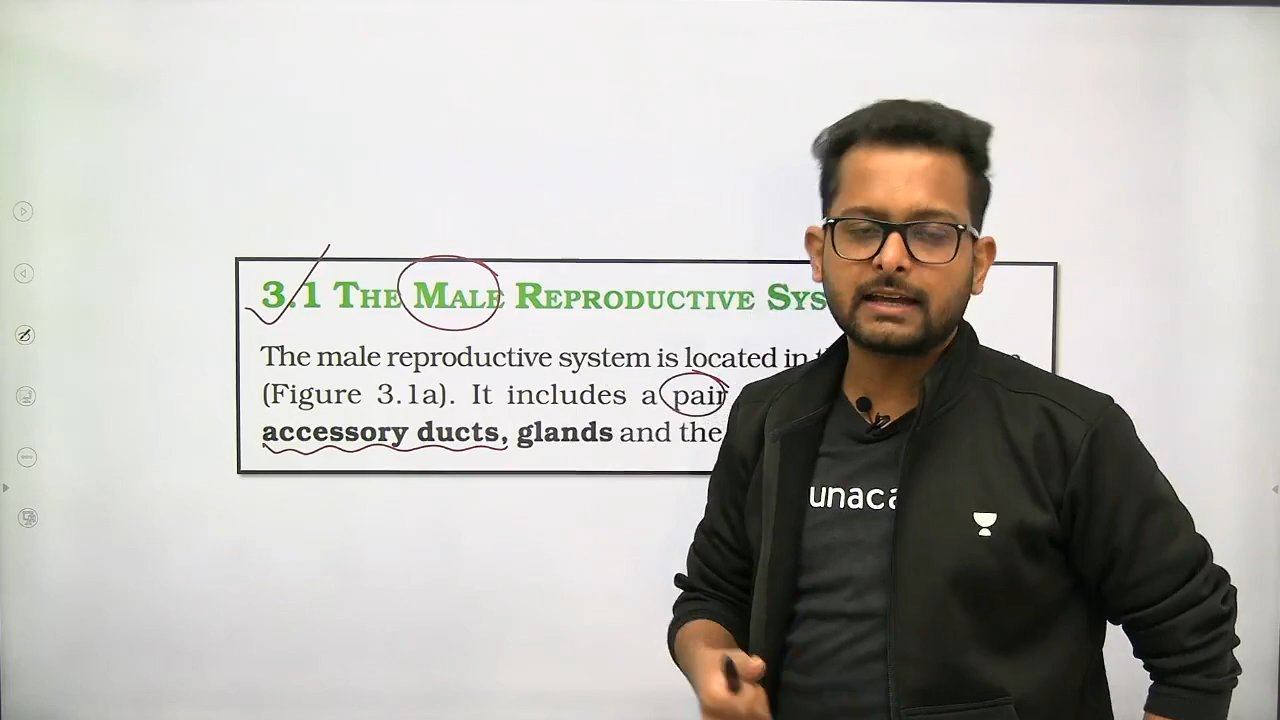 3.1 THE MALE REPRODUCTIVE SYS
The male reproductive system is located in
(Figure 3.1a). It includes a pair
accessory ducts, glands and the
unaca